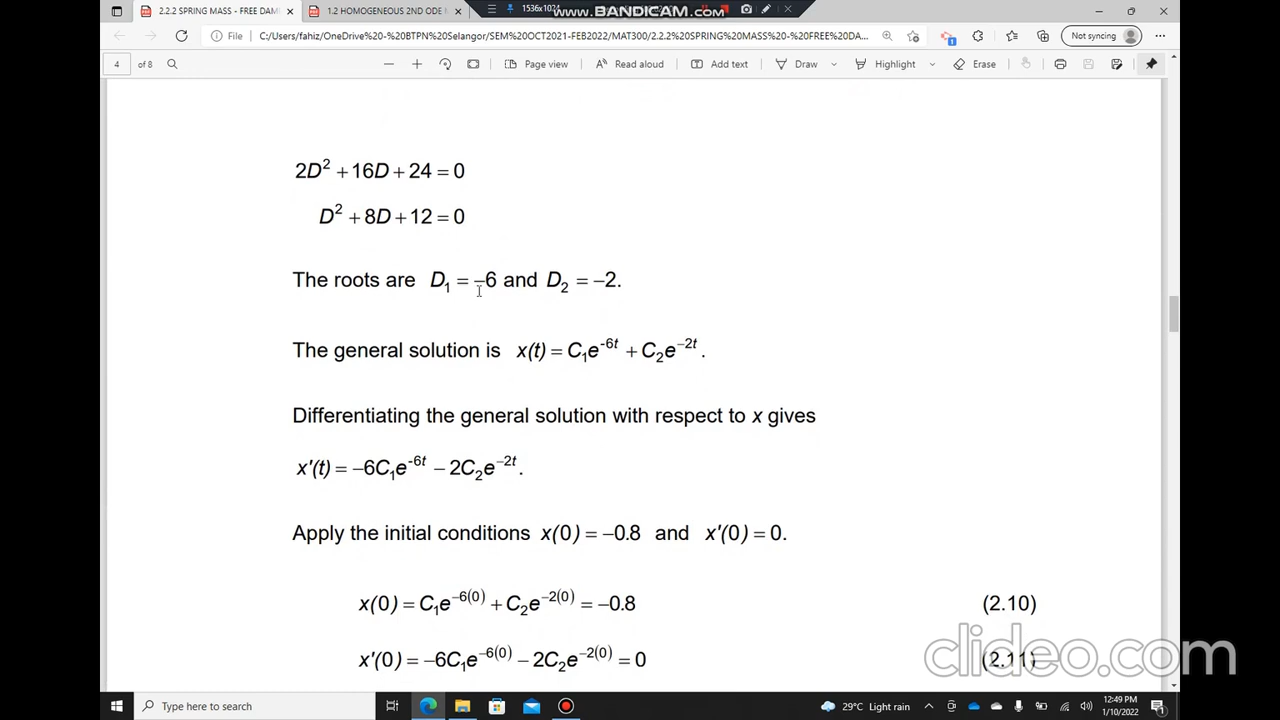 2.2.2 SPRING MASS - FREE DAM
1.2 HOMOGENEOUS 2ND ODE
1536x102
www.BANDICAM.com
File
C:/Users/fahiz/OneDrive%20-%20BTPN%20Selangor/SEM%20OCT2021-FEB2022/MAT300/2.2.2%20SPRING%20MASS%20-%20FREE%20DA...
Not syncing
4 of 8
Page view
Read aloud
Add text
Draw
Highlight
Erase
2D² + 16D + 24 = 0
D² + 8D + 12 = 0
The roots are D₁ = −6 and D₂ = −2.
The general solution is x(t) = C₁e⁻⁶ᵗ + C₂e⁻²ᵗ.
Differentiating the general solution with respect to x gives
x'(t) = −6C₁e⁻⁶ᵗ − 2C₂e⁻²ᵗ.
Apply the initial conditions x(0) = −0.8 and x'(0) = 0.
x(0) = C₁e⁻⁶⁽⁰⁾ + C₂e⁻²⁽⁰⁾ = −0.8 (2.10)
x'(0) = −6C₁e⁻⁶⁽⁰⁾ − 2C₂e⁻²⁽⁰⁾ = 0 (2.11)
clideo.com
Type here to search
29°C Light rain
12:49 PM
1/10/2022